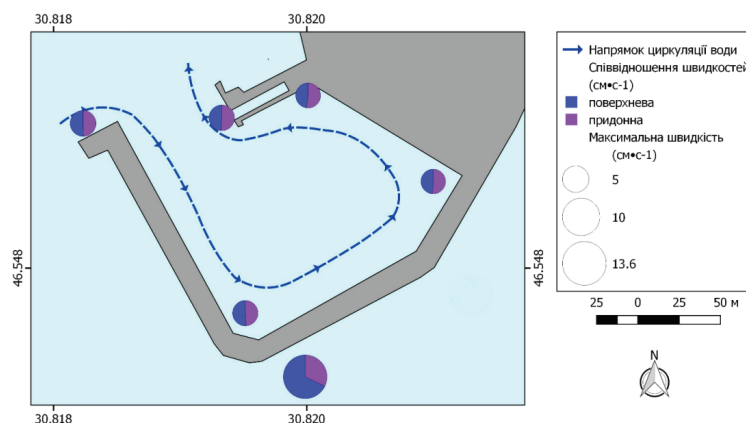 30.818 30.820
46.548 46.548
30.818 30.820
Напрямок циркуляції води
Співвідношення швидкостей
(см•с-1)
поверхнева
придонна
Максимальна швидкість
(см•с-1)
5
10
13.6
25 0 25 50 м
N